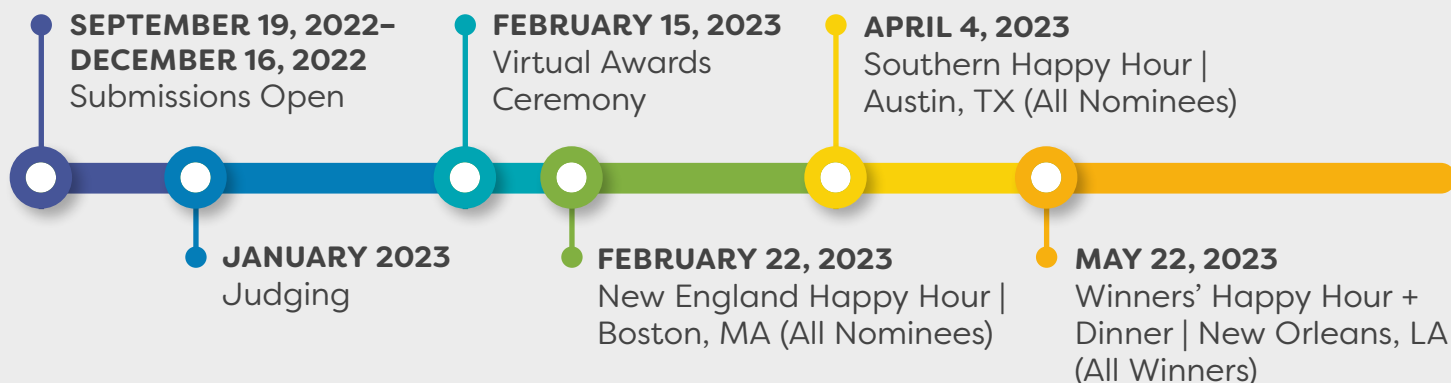 SEPTEMBER 19, 2022–
DECEMBER 16, 2022
Submissions Open
JANUARY 2023
Judging
FEBRUARY 15, 2023
Virtual Awards
Ceremony
FEBRUARY 22, 2023
New England Happy Hour |
Boston, MA (All Nominees)
APRIL 4, 2023
Southern Happy Hour |
Austin, TX (All Nominees)
MAY 22, 2023
Winners’ Happy Hour +
Dinner | New Orleans, LA
(All Winners)